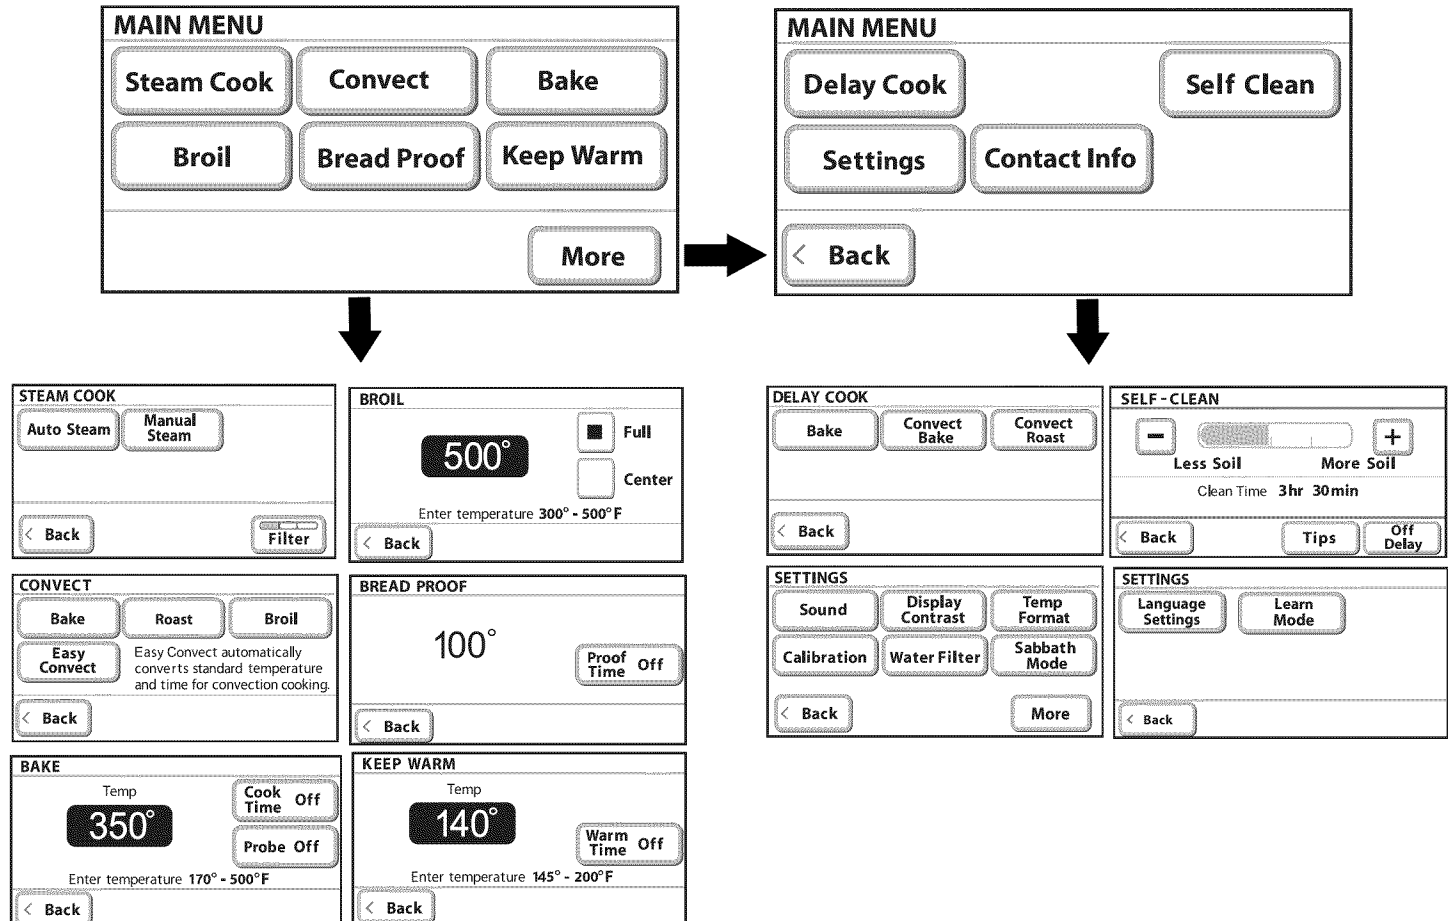 MAIN MENU
Steam Cook
Convect
Bake
Broil
Bread Proof
Keep Warm
More
MAIN MENU
Delay Cook
Self Clean
Settings
Contact Info
< Back
STEAM COOK
Auto Steam
Manual
Steam
< Back
Filter
BROIL
500°
Full
Center
Enter temperature 300° - 500°F
< Back
CONVECT
Bake
Roast
Broil
Easy
Convect
Easy Convect automatically
converts standard temperature
and time for convection cooking.
< Back
BREAD PROOF
100°
Proof
Time Off
< Back
BAKE
Temp
350°
Cook
Time Off
Probe Off
Enter temperature 170° - 500°F
< Back
KEEP WARM
Temp
140°
Warm
Time Off
Enter temperature 145° - 200°F
< Back
DELAY COOK
Bake
Convect
Bake
Convect
Roast
< Back
SELF - CLEAN
-
+
Less Soil
More Soil
Clean Time 3hr 30min
< Back
Tips
Off
Delay
SETTINGS
Sound
Display
Contrast
Temp
Format
Calibration
Water Filter
Sabbath
Mode
< Back
More
SETTINGS
Language
Settings
Learn
Mode
< Back